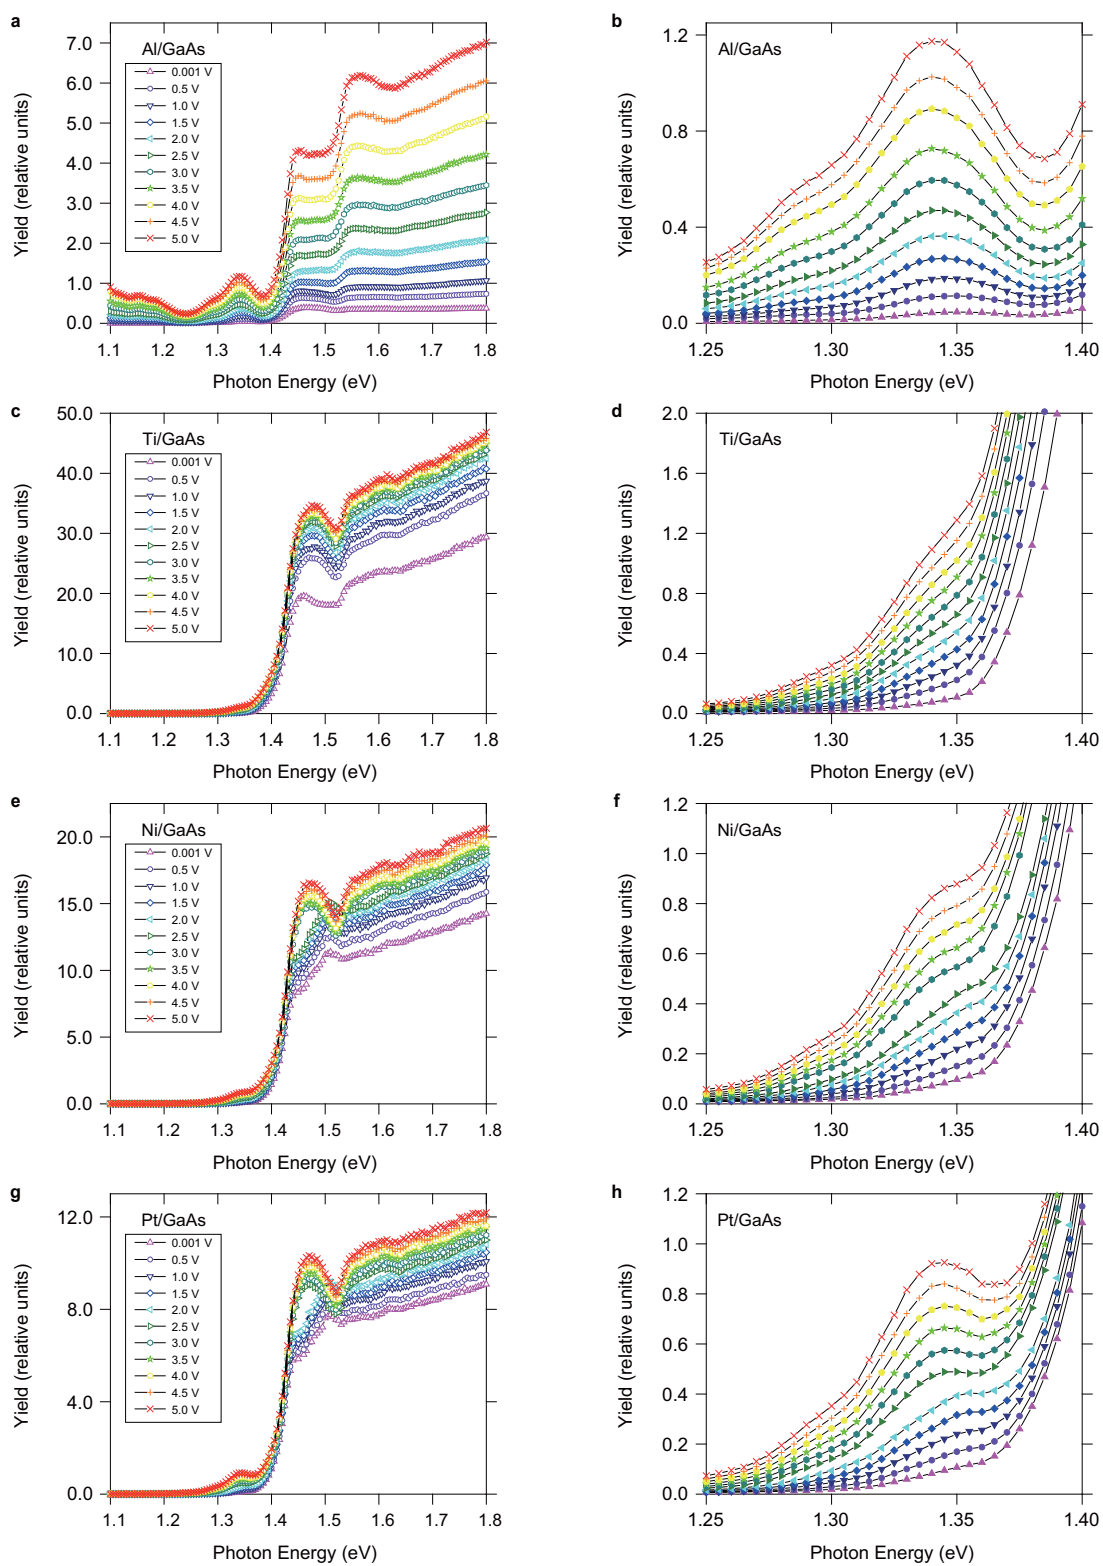 a
Al/GaAs
0.001 V
0.5 V
1.0 V
1.5 V
2.0 V
2.5 V
3.0 V
3.5 V
4.0 V
4.5 V
5.0 V
7.0
6.0
5.0
4.0
3.0
2.0
1.0
0.0
1.1 1.2 1.3 1.4 1.5 1.6 1.7 1.8
Yield (relative units)
Photon Energy (eV)
b
Al/GaAs
1.2
0.8
0.4
0.0
1.25 1.30 1.35 1.40
Yield (relative units)
Photon Energy (eV)
c
Ti/GaAs
0.001 V
0.5 V
1.0 V
1.5 V
2.0 V
2.5 V
3.0 V
3.5 V
4.0 V
4.5 V
5.0 V
50.0
40.0
30.0
20.0
10.0
0.0
1.1 1.2 1.3 1.4 1.5 1.6 1.7 1.8
Yield (relative units)
Photon Energy (eV)
d
Ti/GaAs
2.0
1.6
1.2
0.8
0.4
0.0
1.25 1.30 1.35 1.40
Yield (relative units)
Photon Energy (eV)
e
Ni/GaAs
0.001 V
0.5 V
1.0 V
1.5 V
2.0 V
2.5 V
3.0 V
3.5 V
4.0 V
4.5 V
5.0 V
20.0
15.0
10.0
5.0
0.0
1.1 1.2 1.3 1.4 1.5 1.6 1.7 1.8
Yield (relative units)
Photon Energy (eV)
f
Ni/GaAs
1.2
1.0
0.8
0.6
0.4
0.2
0.0
1.25 1.30 1.35 1.40
Yield (relative units)
Photon Energy (eV)
g
Pt/GaAs
0.001 V
0.5 V
1.0 V
1.5 V
2.0 V
2.5 V
3.0 V
3.5 V
4.0 V
4.5 V
5.0 V
12.0
8.0
4.0
0.0
1.1 1.2 1.3 1.4 1.5 1.6 1.7 1.8
Yield (relative units)
Photon Energy (eV)
h
Pt/GaAs
1.2
1.0
0.8
0.6
0.4
0.2
0.0
1.25 1.30 1.35 1.40
Yield (relative units)
Photon Energy (eV)